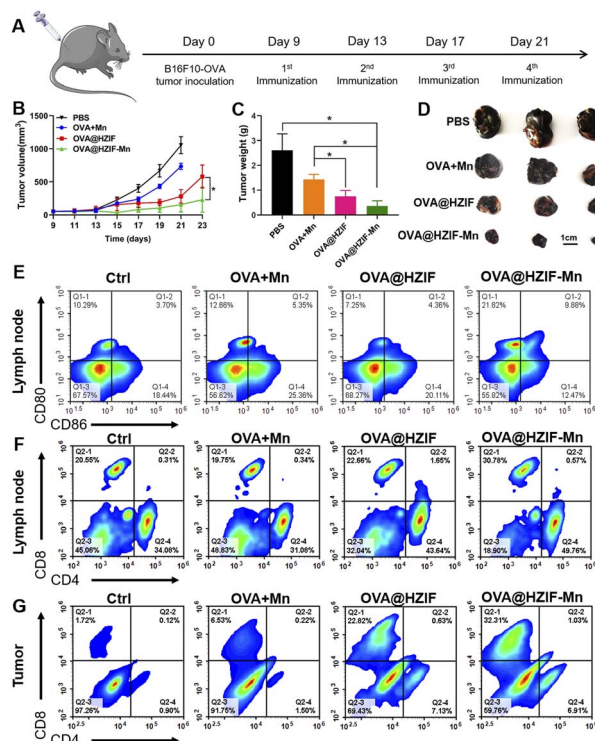 A
Day 0 Day 9 Day 13 Day 17 Day 21
B16F10-OVA tumor inoculation
1st Immunization
2nd Immunization
3rd Immunization
4th Immunization
B
PBS
OVA+Mn
OVA@HZIF
OVA@HZIF-Mn
Tumor volume(mm3)
1500
1000
500
0
*
9 11 13 15 17 19 21 23
Time (days)
C
Tumor weight (g)
4
3
2
1
0
* * *
PBS
OVA+Mn
OVA@HZIF
OVA@HZIF-Mn
D
PBS
OVA+Mn
OVA@HZIF
OVA@HZIF-Mn
1cm
E
Ctrl OVA+Mn OVA@HZIF OVA@HZIF-Mn
Lymph node
CD80
Q1-1 10.29% Q1-2 3.70%
Q1-3 67.57% Q1-4 18.44%
Q1-1 12.66% Q1-2 5.35%
Q1-3 56.62% Q1-4 25.36%
Q1-1 7.25% Q1-2 4.36%
Q1-3 68.27% Q1-4 20.11%
Q1-1 21.82% Q1-2 9.88%
Q1-3 55.82% Q1-4 12.47%
CD86
F
Ctrl OVA+Mn OVA@HZIF OVA@HZIF-Mn
Lymph node
CD8
Q2-1 20.55% Q2-2 0.31%
Q2-3 45.06% Q2-4 34.08%
Q2-1 19.75% Q2-2 0.34%
Q2-3 48.83% Q2-4 31.08%
Q2-1 22.66% Q2-2 1.65%
Q2-3 32.04% Q2-4 43.64%
Q2-1 30.78% Q2-2 0.57%
Q2-3 18.90% Q2-4 49.76%
CD4
G
Ctrl OVA+Mn OVA@HZIF OVA@HZIF-Mn
Tumor
CD8
Q2-1 1.72% Q2-2 0.12%
Q2-3 97.26% Q2-4 0.90%
Q2-1 6.53% Q2-2 0.22%
Q2-3 91.75% Q2-4 1.50%
Q2-1 22.82% Q2-2 0.63%
Q2-3 69.43% Q2-4 7.13%
Q2-1 32.31% Q2-2 1.03%
Q2-3 59.76% Q2-4 6.91%
CD4